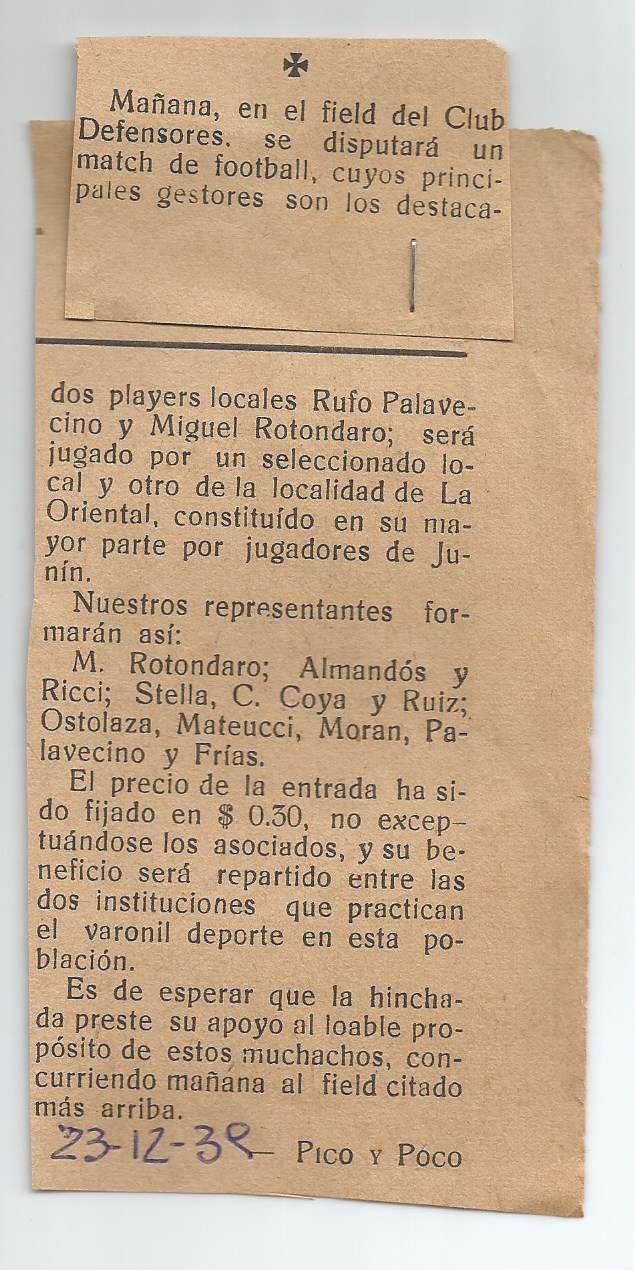 Mañana, en el field del Club
Defensores. se disputará un
match de football, cuyos princi-
pales gestores son los destaca-
dos players locales Rufo Palave-
cino y Miguel Rotondaro; será
jugado por un seleccionado lo-
cal y otro de la localidad de La
Oriental, constituído en su ma-
yor parte por jugadores de Ju-
nín.
Nuestros representantes for-
marán así:
M. Rotondaro; Almandós y
Ricci; Stella, C. Coya y Ruiz;
Ostolaza, Mateucci, Moran, Pa-
lavecino y Frías.
El precio de la entrada ha si-
do fijado en $ 0.30, no excep-
tuándose los asociados, y su be-
neficio será repartido entre las
dos instituciones que practican
el varonil deporte en esta po-
blación.
Es de esperar que la hincha-
da preste su apoyo al loable pro-
pósito de estos muchachos, con-
curriendo mañana al field citado
más arriba.
— PICO Y POCO